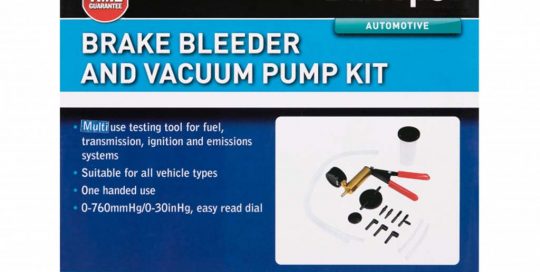 GUARANTEE
AUTOMOTIVE
BRAKE BLEEDER
AND VACUUM PUMP KIT
• Multi use testing tool for fuel,
transmission, ignition and emissions
systems
• Suitable for all vehicle types
• One handed use
• 0-760mmHg/0-30inHg, easy read dial